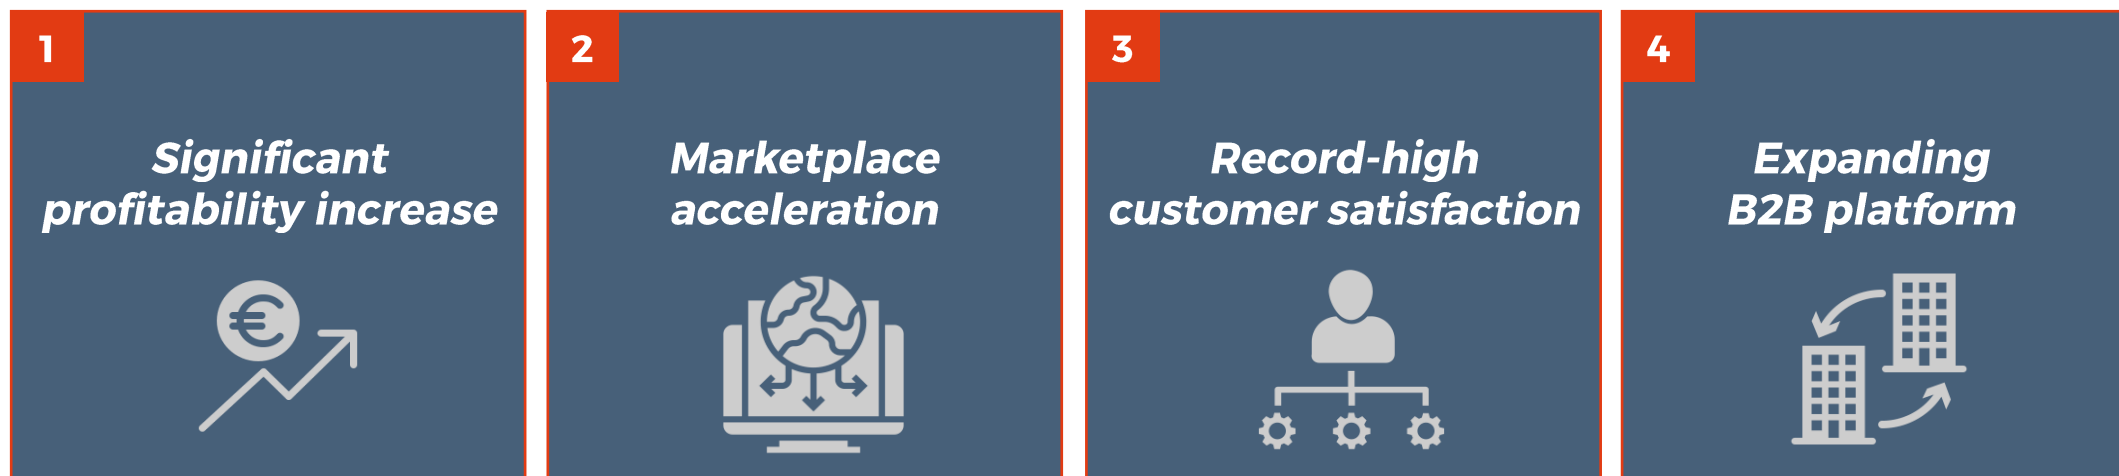 1
Significant
profitability increase
2
Marketplace
acceleration
3
Record-high
customer satisfaction
4
Expanding
B2B platform